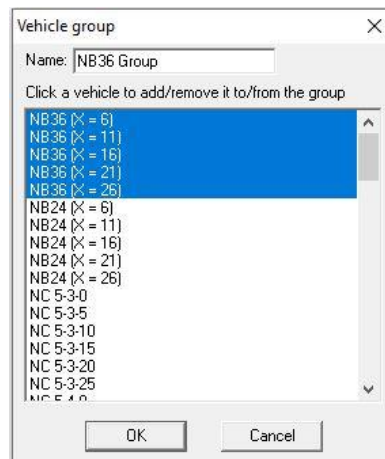 Vehicle group
Name: NB36 Group
Click a vehicle to add/remove it to/from the group
NB36 (X = 6)
NB36 (X = 11)
NB36 (X = 16)
NB36 (X = 21)
NB36 (X = 26)
NB24 (X = 6)
NB24 (X = 11)
NB24 (X = 16)
NB24 (X = 21)
NB24 (X = 26)
NC 5-3-0
NC 5-3-5
NC 5-3-10
NC 5-3-15
NC 5-3-20
NC 5-3-25
OK Cancel